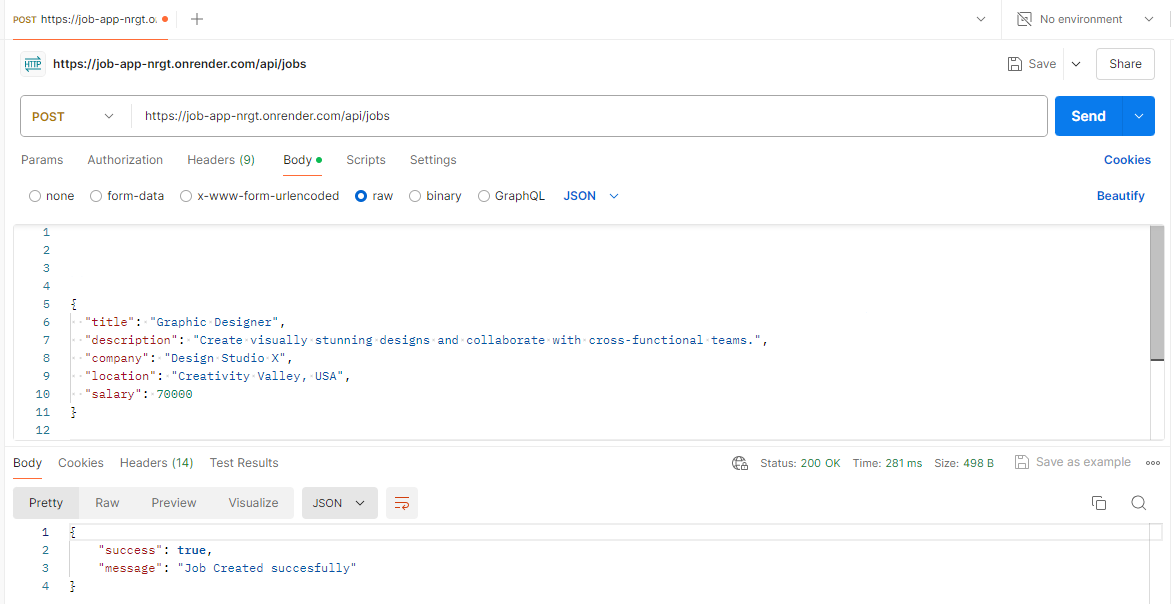 POST https://job-app-nrgt.o. No environment
HTTP https://job-app-nrgt.onrender.com/api/jobs Save Share
POST https://job-app-nrgt.onrender.com/api/jobs Send
Params Authorization Headers (9) Body Scripts Settings Cookies
none form-data x-www-form-urlencoded raw binary GraphQL JSON Beautify
1
2
3
4
5 {
6 "title": "Graphic Designer",
7 "description": "Create visually stunning designs and collaborate with cross-functional teams.",
8 "company": "Design Studio X",
9 "location": "Creativity Valley, USA",
10 "salary": 70000
11 }
12
Body Cookies Headers (14) Test Results Status: 200 OK Time: 281 ms Size: 498 B Save as example
Pretty Raw Preview Visualize JSON
1 {
2 "success": true,
3 "message": "Job Created succesfully"
4 }